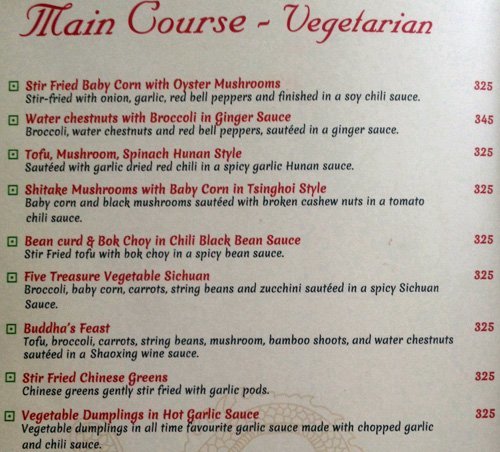 Main Course - Vegetarian
Stir Fried Baby Corn with Oyster Mushrooms 325
Stir-fried with onion, garlic, red bell peppers and finished in a soy chili sauce.
Water chestnuts with Broccoli in Ginger Sauce 345
Broccoli, water chestnuts and red bell peppers, sautéed in a ginger sauce.
Tofu, Mushroom, Spinach Hunan Style 325
Sautéed with garlic dried red chili in a spicy garlic Hunan sauce.
Shitake Mushrooms with Baby Corn in Tsinghoi Style 325
Baby corn and black mushrooms sautéed with broken cashew nuts in a tomato
chili sauce.
Bean curd & Bok Choy in Chili Black Bean Sauce 325
Stir Fried tofu with bok choy in a spicy bean sauce.
Five Treasure Vegetable Sichuan 325
Broccoli, baby corn, carrots, string beans and zucchini sautéed in a spicy Sichuan
Sauce.
Buddha's Feast 325
Tofu, broccoli, carrots, string beans, mushroom, bamboo shoots, and water chestnuts
sautéed in a Shaoxing wine sauce.
Stir Fried Chinese Greens 325
Chinese greens gently stir fried with garlic pods.
Vegetable Dumplings in Hot Garlic Sauce 325
Vegetable dumplings in all time favourite garlic sauce made with chopped garlic
and chili sauce.